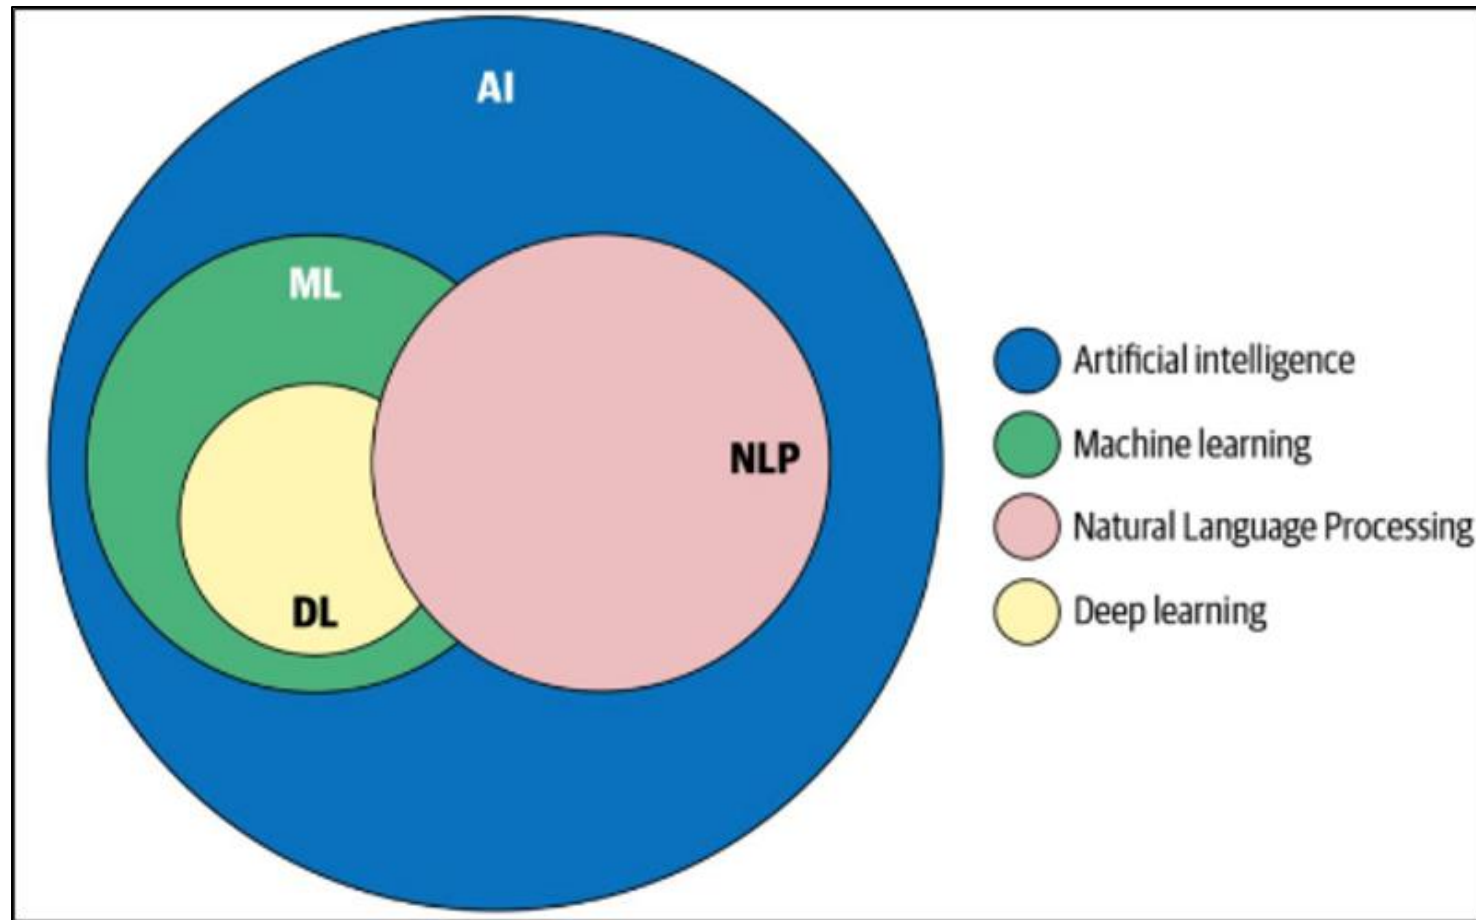 AI
ML
NLP
DL
Artificial intelligence
Machine learning
Natural Language Processing
Deep learning